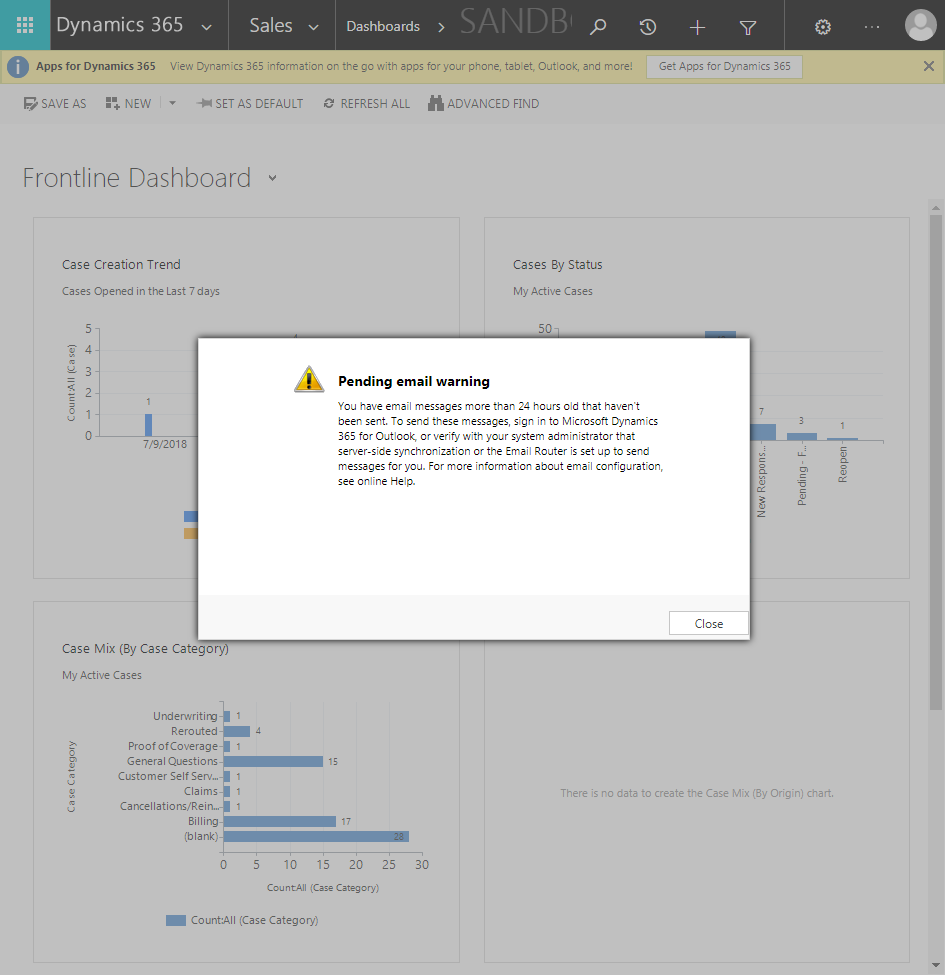 Dynamics 365 Sales Dashboards
Apps for Dynamics 365 View Dynamics 365 information on the go with apps for your phone, tablet, Outlook, and more! Get Apps for Dynamics 365
SAVE AS NEW SET AS DEFAULT REFRESH ALL ADVANCED FIND
Frontline Dashboard
Case Creation Trend
Cases Opened in the Last 7 days
Count:All (Case)
5
4
3
2
1
0
1
7/9/2018
Cases By Status
My Active Cases
50
7
3
1
New Respons...
Pending - F...
Reopen
Pending email warning
You have email messages more than 24 hours old that haven't
been sent. To send these messages, sign in to Microsoft Dynamics
365 for Outlook, or verify with your system administrator that
server-side synchronization or the Email Router is set up to send
messages for you. For more information about email configuration,
see online Help.
Close
Case Mix (By Case Category)
My Active Cases
Case Category
Underwriting 1
Rerouted 4
Proof of Coverage 1
General Questions 15
Customer Self Serv... 1
Claims 1
Cancellations/Rein... 1
Billing 17
(blank) 28
0 5 10 15 20 25 30
Count:All (Case Category)
Count:All (Case Category)
There is no data to create the Case Mix (By Origin) chart.